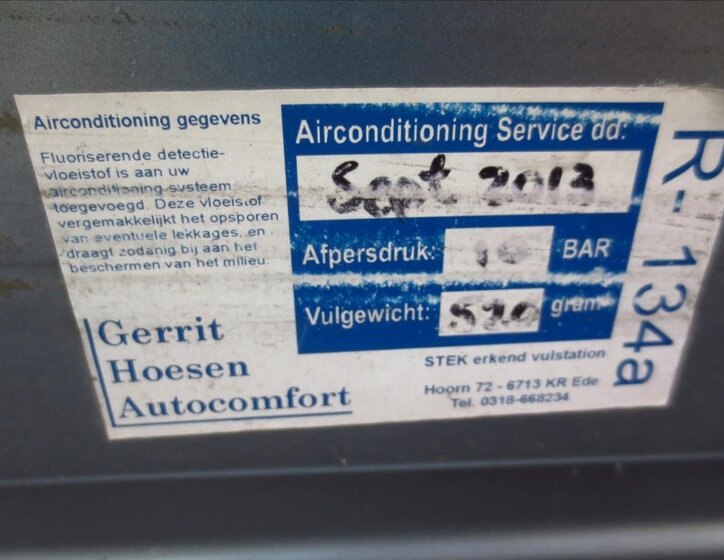 Airconditioning gegevens
Fluoriserende detectie-
vloeistof is aan uw
airconditioning systeem
toegevoegd. Deze vloeistof
vergemakkelijkt het opsporen
van eventuele lekkages, en
draagt zodanig bij aan het
beschermen van het milieu.
Gerrit
Hoesen
Autocomfort
Airconditioning Service dd:
Sept 2013
Afpersdruk: 10 BAR
Vulgewicht: gram
STEK erkend vulstation
Hoorn 72 - 6713 KR Ede
Tel. 0318-668234
R-134a